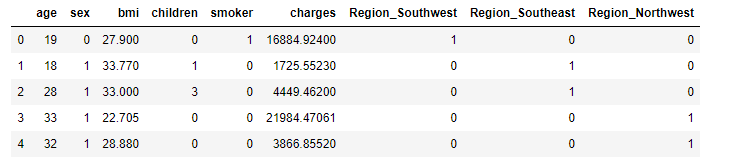 age sex bmi children smoker charges Region_Southwest Region_Southeast Region_Northwest
0 19 0 27.900 0 1 16884.92400 1 0 0
1 18 1 33.770 1 0 1725.55230 0 1 0
2 28 1 33.000 3 0 4449.46200 0 1 0
3 33 1 22.705 0 0 21984.47061 0 0 1
4 32 1 28.880 0 0 3866.85520 0 0 1